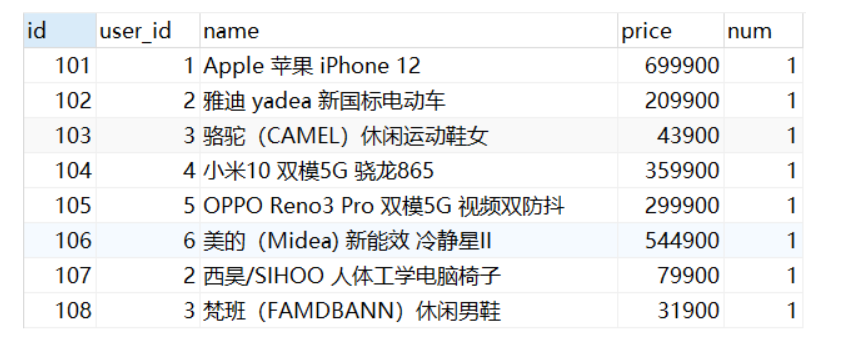 id user_id name price num
101 1 Apple 苹果 iPhone 12 699900 1
102 2 雅迪 yadea 新国标电动车 209900 1
103 3 骆驼（CAMEL）休闲运动鞋女 43900 1
104 4 小米10 双模5G 骁龙865 359900 1
105 5 OPPO Reno3 Pro 双模5G 视频双防抖 299900 1
106 6 美的（Midea) 新能效 冷静星II 544900 1
107 2 西昊/SIHOO 人体工学电脑椅子 79900 1
108 3 梵班（FAMDBANN）休闲男鞋 31900 1